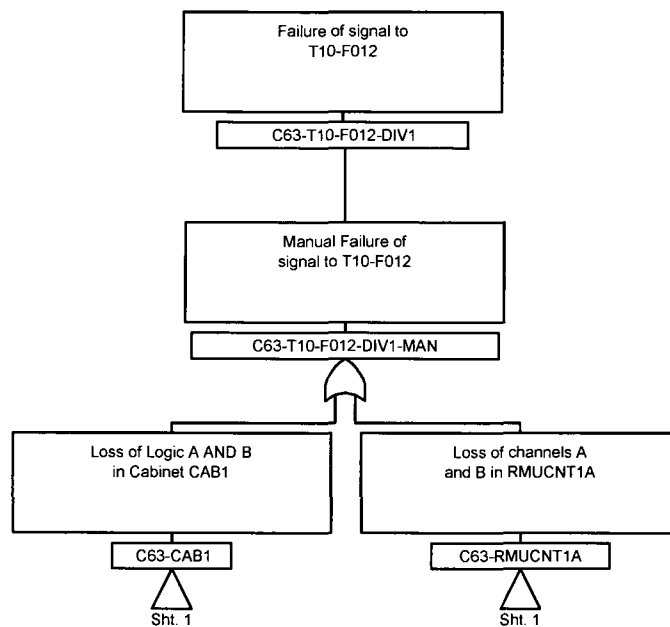 Failure of signal to
T10-F012
C63-T10-F012-DIV1
Manual Failure of
signal to T10-F012
C63-T10-F012-DIV1-MAN
Loss of Logic A AND B
in Cabinet CAB1
Loss of channels A
and B in RMUCNT1A
C63-CAB1
C63-RMUCNT1A
Sht. 1
Sht. 1